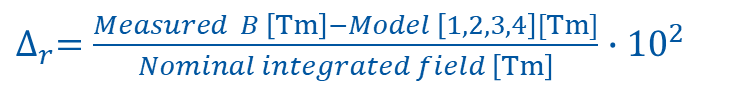 Δr = Measured B [Tm]−Model [1,2,3,4][Tm] / Nominal integrated field [Tm] · 10²